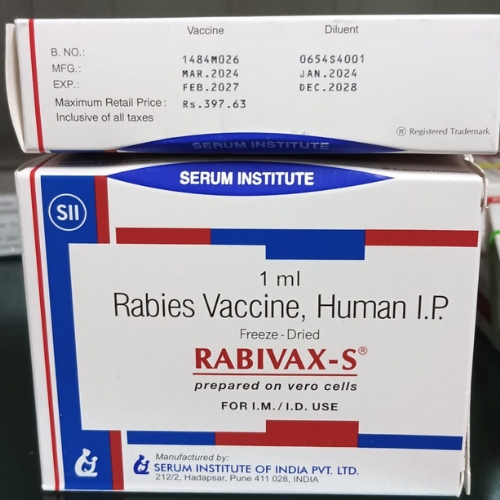 Vaccine Diluent
B. NO.: 1484M026 0654S4001
MFG.: MAR.2024 JAN.2024
EXP.: FEB.2027 DEC.2028
Maximum Retail Price : Rs.397.63
Inclusive of all taxes
® Registered Trademark
SERUM INSTITUTE
SERUM INSTITUTE
SII
1 ml
Rabies Vaccine, Human I.P.
Freeze-Dried
RABIVAX-S®
prepared on vero cells
FOR I.M./I.D. USE
Manufactured by:
SERUM INSTITUTE OF INDIA PVT. LTD.
212/2, Hadapsar, Pune 411 028, INDIA